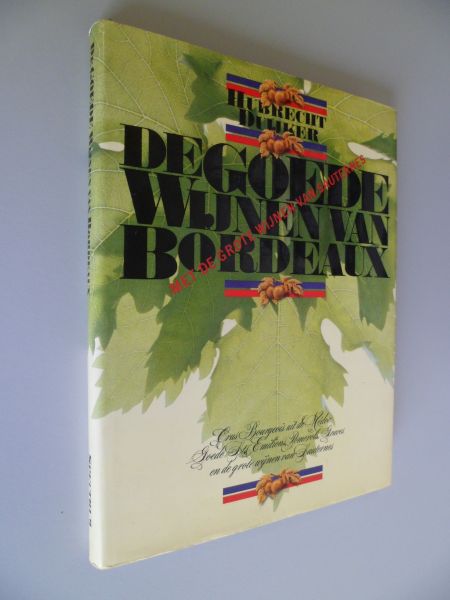 HUBRECHT
DUIJKER
DE GOEDE
WIJNEN VAN
BORDEAUX
MET DE GROTE WIJNEN VAN SAUTERNES
Crus Bourgeois uit de Médoc
Goede St. Emilions, Pomerols, Graves
en de grote wijnen van Sauternes